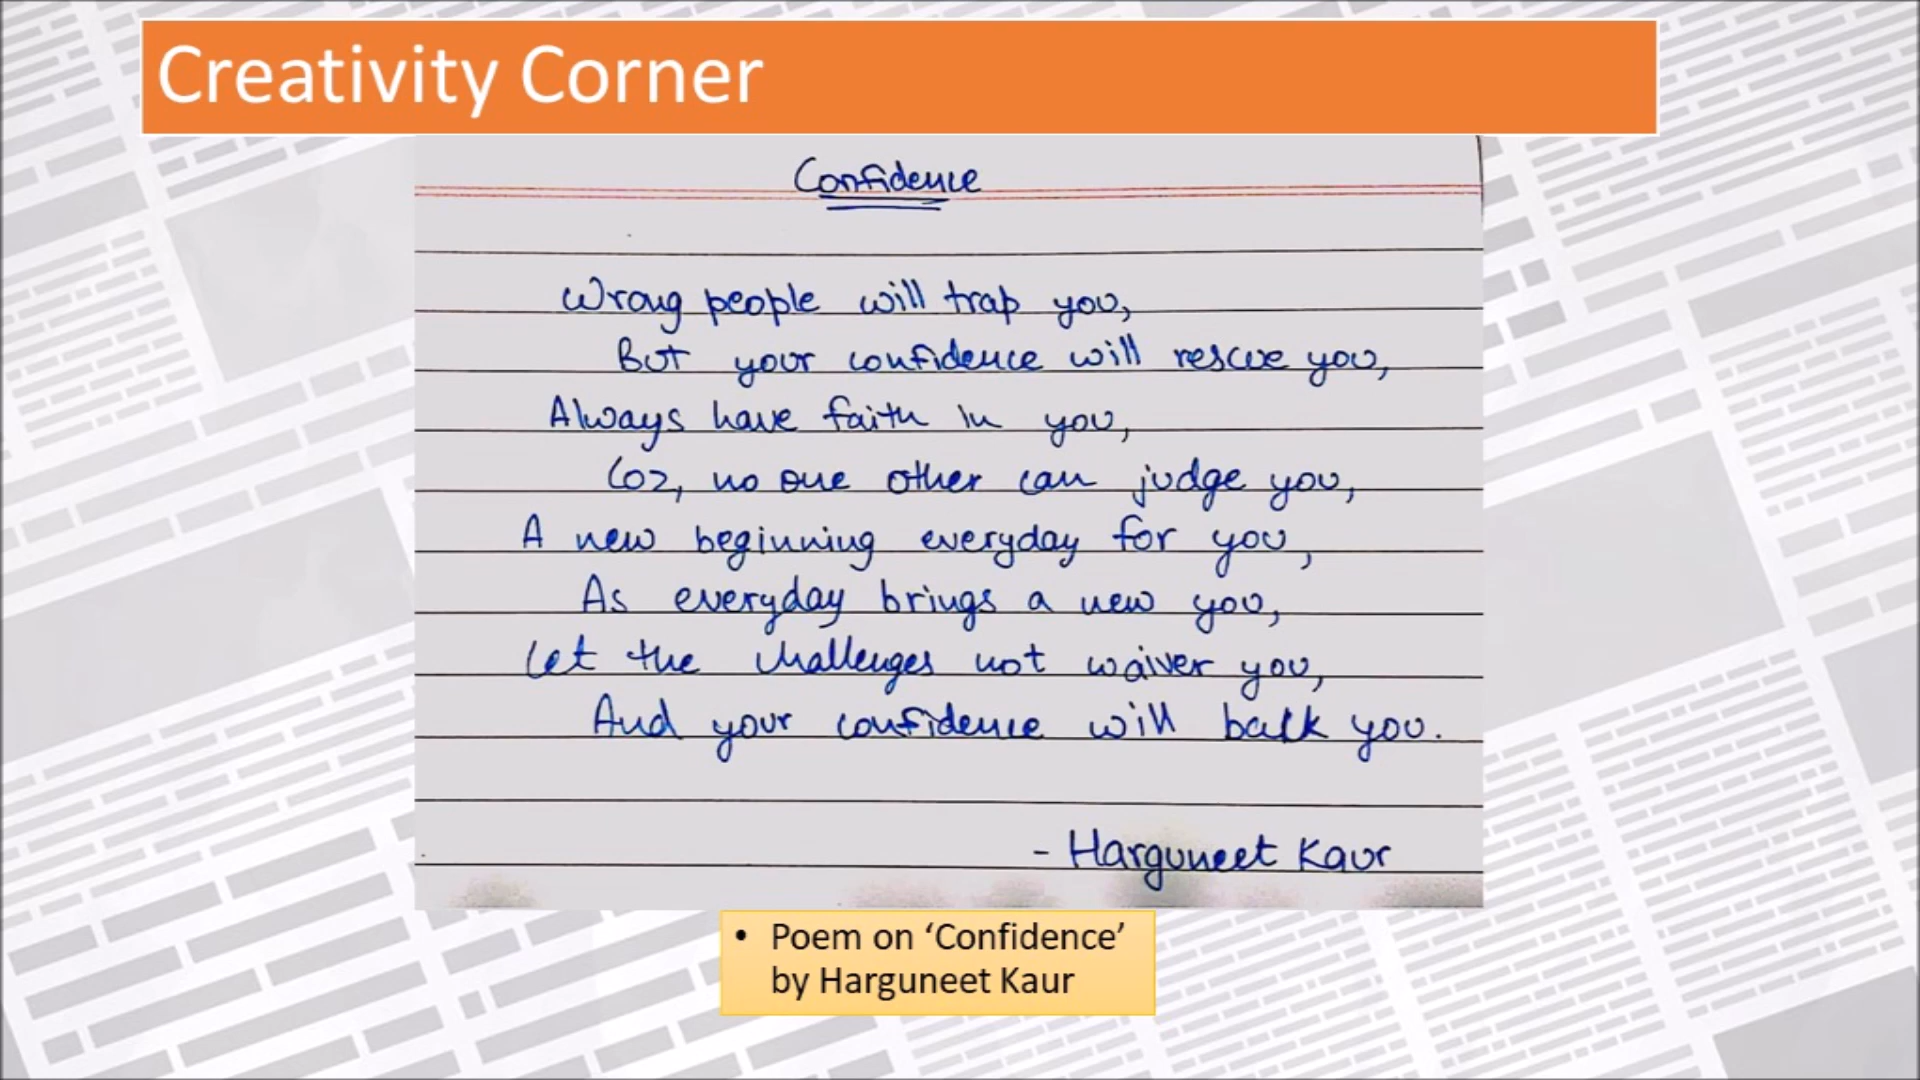 Creativity Corner
Confidence
Wrong people will trap you,
But your confidence will rescue you,
Always have faith in you,
Coz, no one other can judge you,
A new beginning everyday for you,
As everyday brings a new you,
Let the challenges not waiver you,
And your confidence will back you.
- Harguneet Kaur
• Poem on ‘Confidence’
by Harguneet Kaur